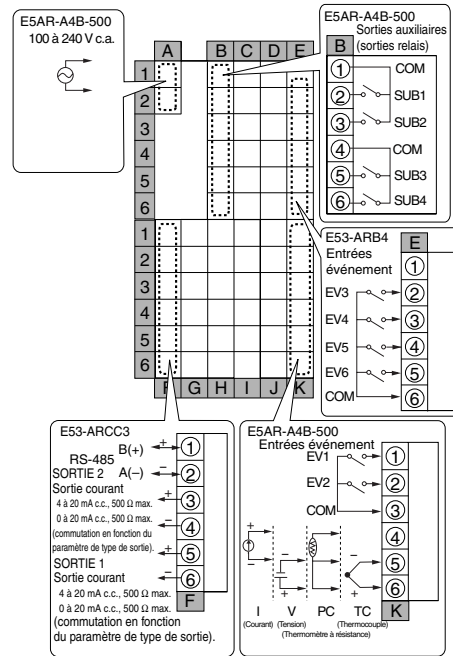 E5AR-A4B-500
100 à 240 V c.a.
A B C D E
1
2
3
4
5
6
1
2
3
4
5
6
F G H I J K
E5AR-A4B-500
Sorties auxiliaires
(sorties relais)
B
1 COM
2 SUB1
3 SUB2
4 COM
5 SUB3
6 SUB4
E53-ARB4
Entrées
événement
E
1
EV3 2
EV4 3
EV5 4
EV6 5
COM 6
E53-ARCC3
B(+) + 1
RS-485
SORTIE 2 A(−) − 2
Sortie courant
4 à 20 mA c.c., 500 Ω max. + 3
0 à 20 mA c.c., 500 Ω max.
(commutation en fonction − 4
paramètre de type de sortie). + 5
SORTIE 1
Sortie courant − 6
4 à 20 mA c.c., 500 Ω max.
0 à 20 mA c.c., 500 Ω max. F
(commutation en fonction
du paramètre de type de sortie).
E5AR-A4B-500
Entrées événement
EV1 1
EV2 2
COM 3
4
5
6
K
+ − − + − +
I V PC TC
(Courant) (Tension) (Thermocouple)
(Thermomètre à résistance)